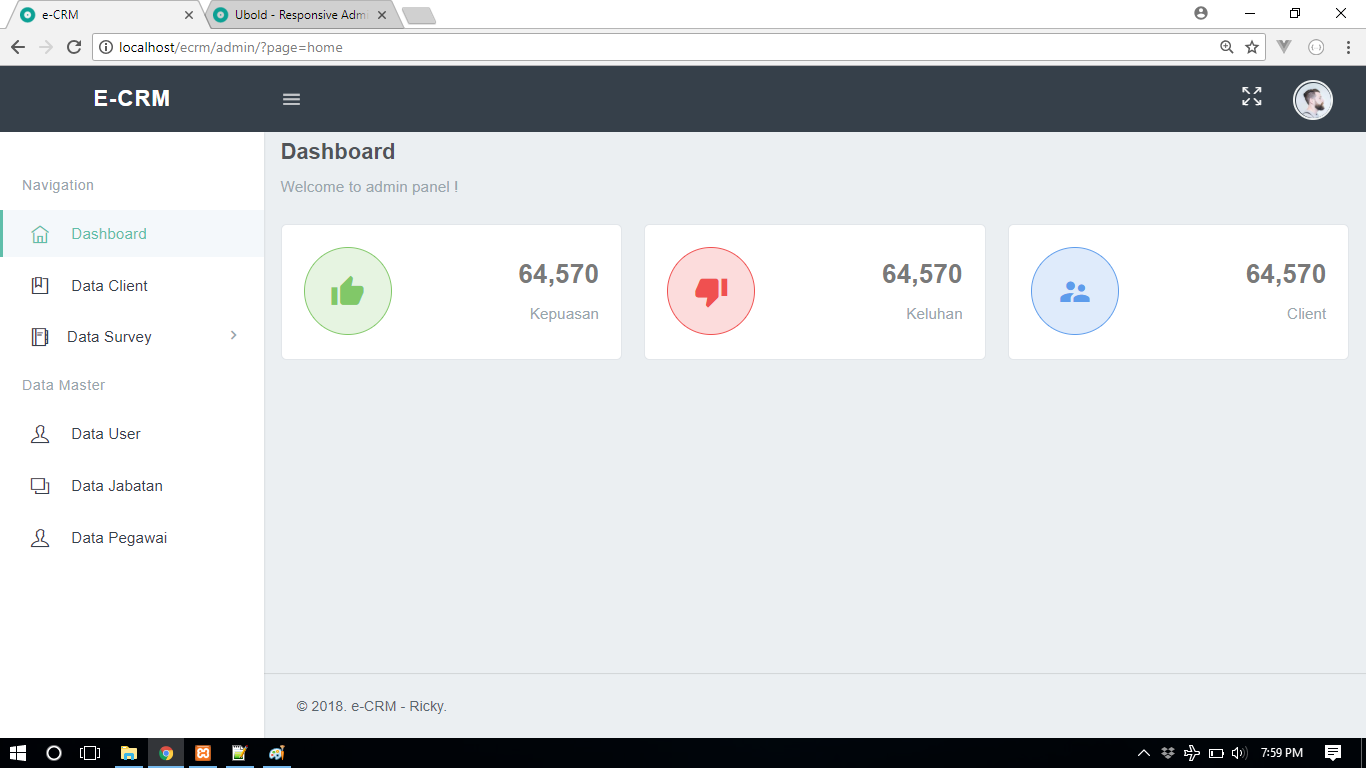 e-CRM
Ubold - Responsive Adm
localhost/ecrm/admin/?page=home
E-CRM
Navigation
Dashboard
Data Client
Data Survey
Data Master
Data User
Data Jabatan
Data Pegawai
Dashboard
Welcome to admin panel !
64,570
Kepuasan
64,570
Keluhan
64,570
Client
© 2018. e-CRM - Ricky.
7:59 PM